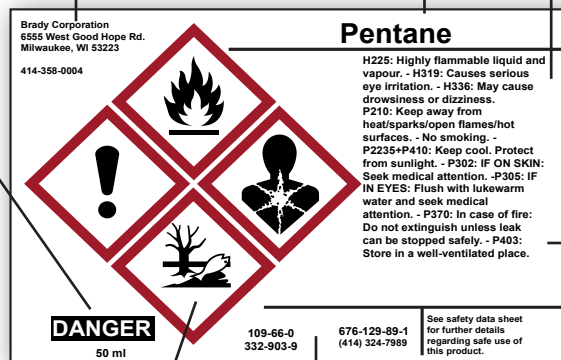 Brady Corporation
6555 West Good Hope Rd.
Milwaukee, WI 53223
414-358-0004
Pentane
H225: Highly flammable liquid and
vapour. - H319: Causes serious
eye irritation. - H336: May cause
drowsiness or dizziness.
P210: Keep away from
heat/sparks/open flames/hot
surfaces. - No smoking. -
P2235+P410: Keep cool. Protect
from sunlight. - P302: IF ON SKIN:
Seek medical attention. -P305: IF
IN EYES: Flush with lukewarm
water and seek medical
attention. - P370: In case of fire:
Do not extinguish unless leak
can be stopped safely. - P403:
Store in a well-ventilated place.
DANGER
50 ml
109-66-0
332-903-9
676-129-89-1
(414) 324-7989
See safety data sheet
for further details
regarding safe use of
this product.